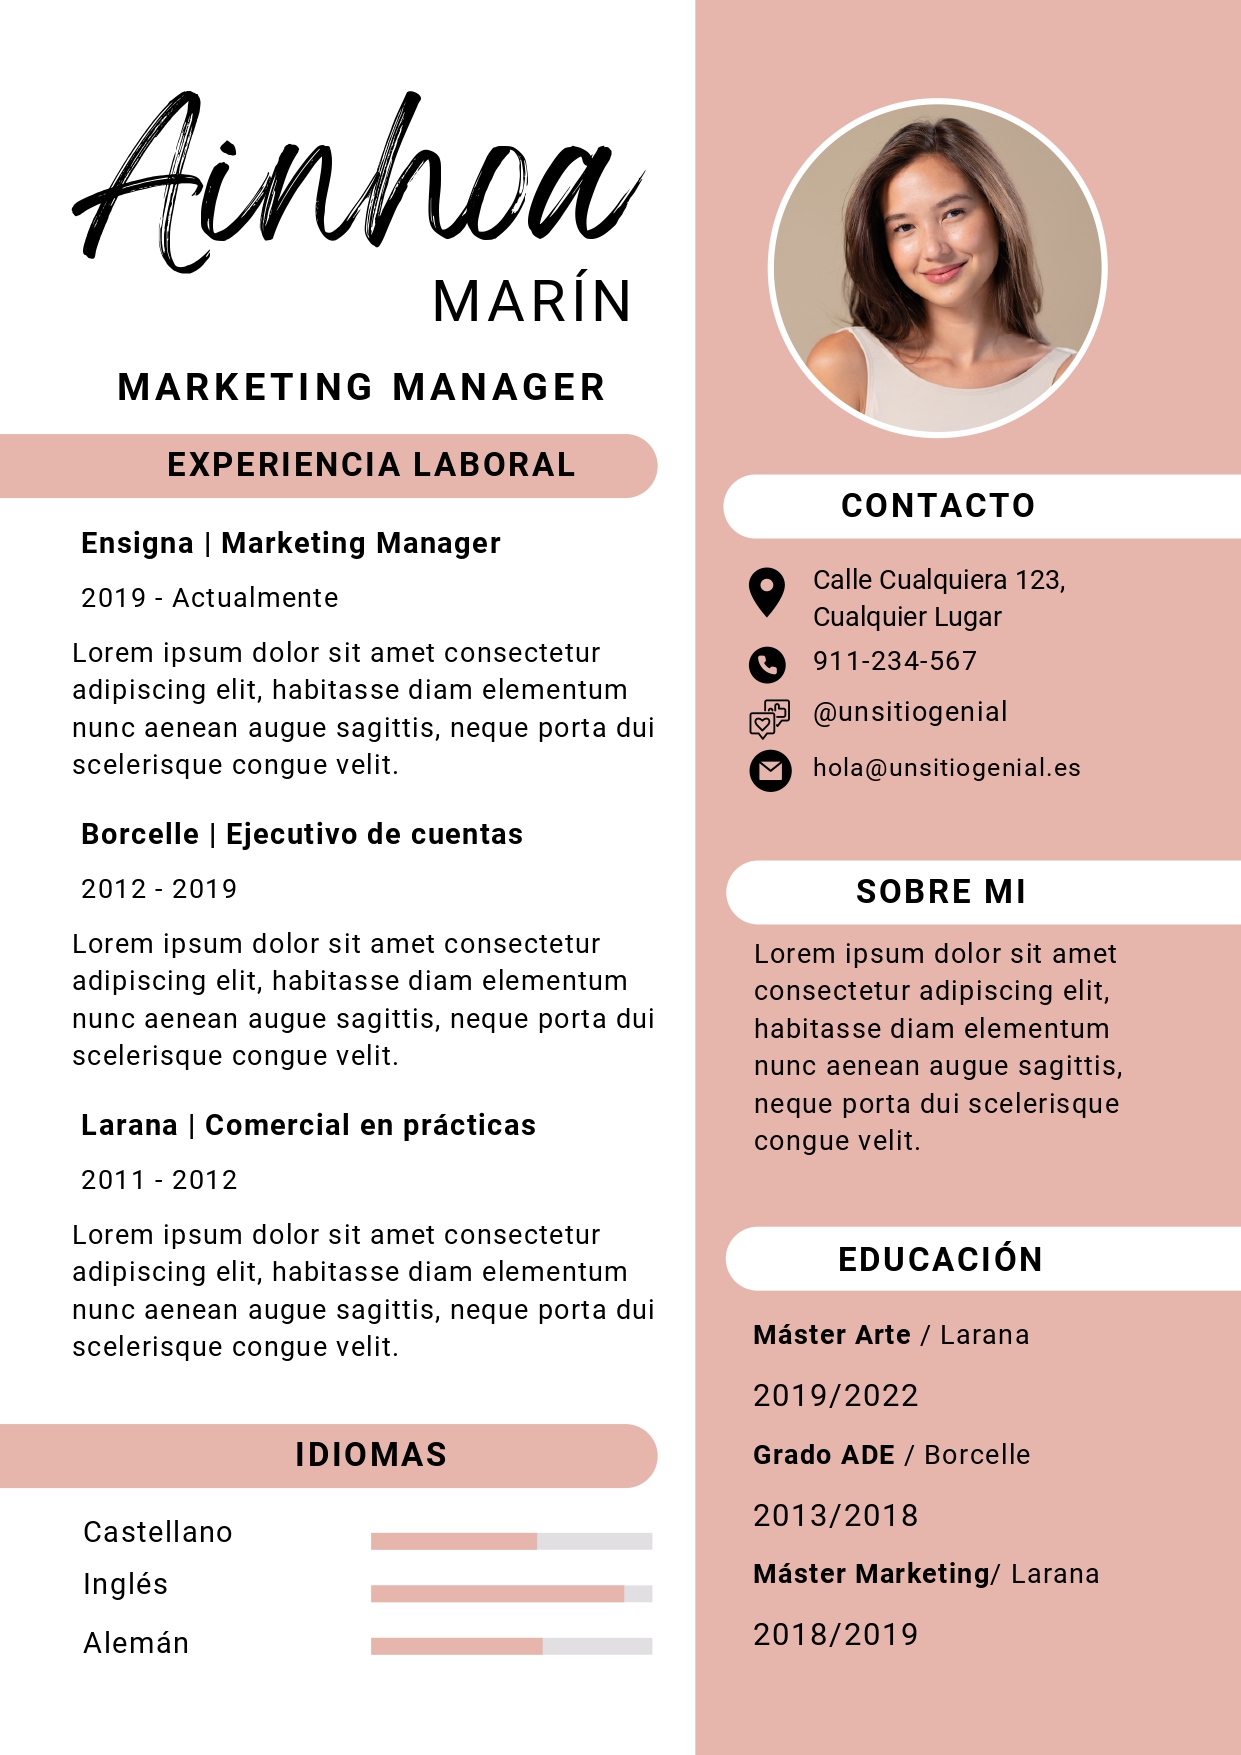 Ainhoa
MARÍN
MARKETING MANAGER
EXPERIENCIA LABORAL
Ensigna | Marketing Manager
2019 - Actualmente
Lorem ipsum dolor sit amet consectetur
adipiscing elit, habitasse diam elementum
nunc aenean augue sagittis, neque porta dui
scelerisque congue velit.
Borcelle | Ejecutivo de cuentas
2012 - 2019
Lorem ipsum dolor sit amet consectetur
adipiscing elit, habitasse diam elementum
nunc aenean augue sagittis, neque porta dui
scelerisque congue velit.
Larana | Comercial en prácticas
2011 - 2012
Lorem ipsum dolor sit amet consectetur
adipiscing elit, habitasse diam elementum
nunc aenean augue sagittis, neque porta dui
scelerisque congue velit.
IDIOMAS
Castellano
Inglés
Alemán
CONTACTO
Calle Cualquiera 123,
Cualquier Lugar
911-234-567
@unsitiogenial
hola@unsitiogenial.es
SOBRE MI
Lorem ipsum dolor sit amet
consectetur adipiscing elit,
habitasse diam elementum
nunc aenean augue sagittis,
neque porta dui scelerisque
congue velit.
EDUCACIÓN
Máster Arte / Larana
2019/2022
Grado ADE / Borcelle
2013/2018
Máster Marketing/ Larana
2018/2019